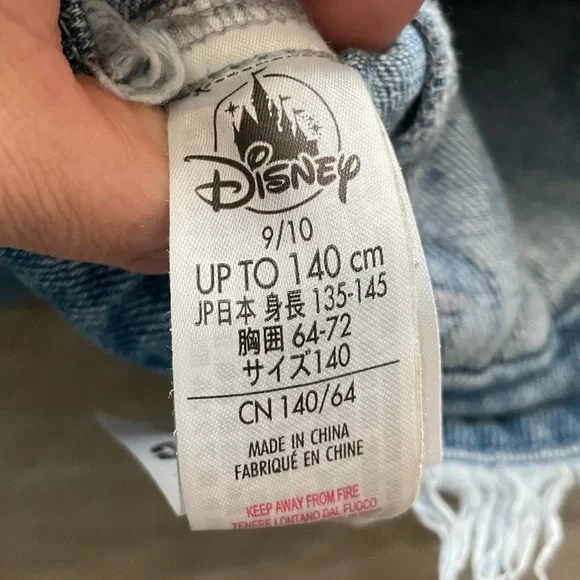 Disney
9/10
UP TO 140 cm
JP日本 身長 135-145
胸囲 64-72
サイズ140
CN 140/64
MADE IN CHINA
FABRIQUÉ EN CHINE
KEEP AWAY FROM FIRE
TENERE LONTANO DAL FUOCO